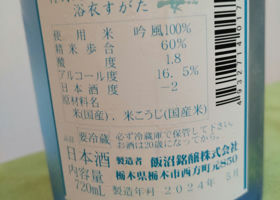 浴衣すがた
使用米 吟風100%
精米歩合 60%
酸度 1.8
アルコール度 16.5%
日本酒度 -2
原材料名
米(国産)、米こうじ(国産米)
要冷蔵 必ず冷蔵庫で保管して下さい。
お酒は20歳になってから。
日本酒 製造者 飯沼銘醸株式会社
内容量 栃木県栃木市西方町元850
720ml 製造年月 2024年5月
4932714017